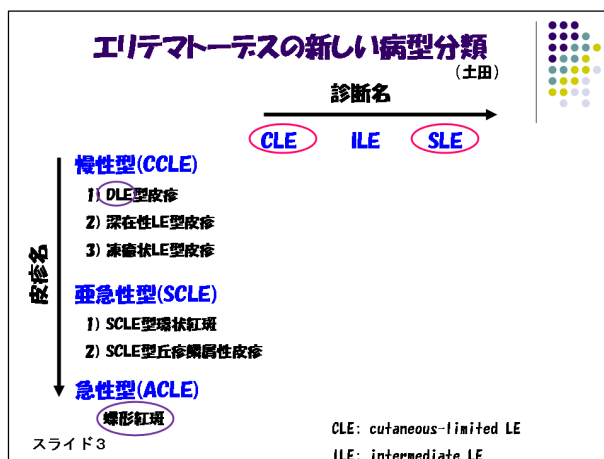 エリテマトーデスの新しい病型分類
(土田)
診断名
CLE ILE SLE
皮疹名
慢性型(CCLE)
1) DLE型皮疹
2) 深在性LE型皮疹
3) 凍瘡状LE型皮疹
亜急性型(SCLE)
1) SCLE型環状紅斑
2) SCLE型丘疹鱗屑性皮疹
急性型(ACLE)
蝶形紅斑
スライド3
CLE: cutaneous-limited LE
ILE: intermediate LE